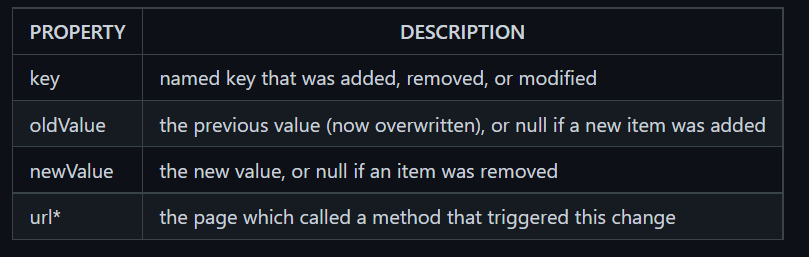 PROPERTY DESCRIPTION
key named key that was added, removed, or modified
oldValue the previous value (now overwritten), or null if a new item was added
newValue the new value, or null if an item was removed
url* the page which called a method that triggered this change